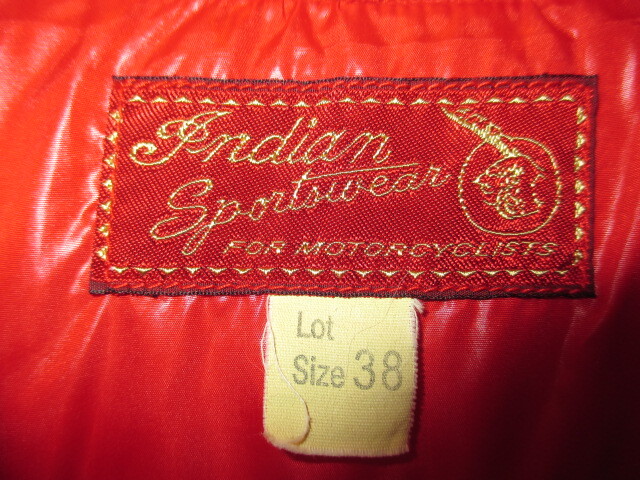 Indian
Sportswear
FOR MOTORCYCLISTS
Lot
Size 38